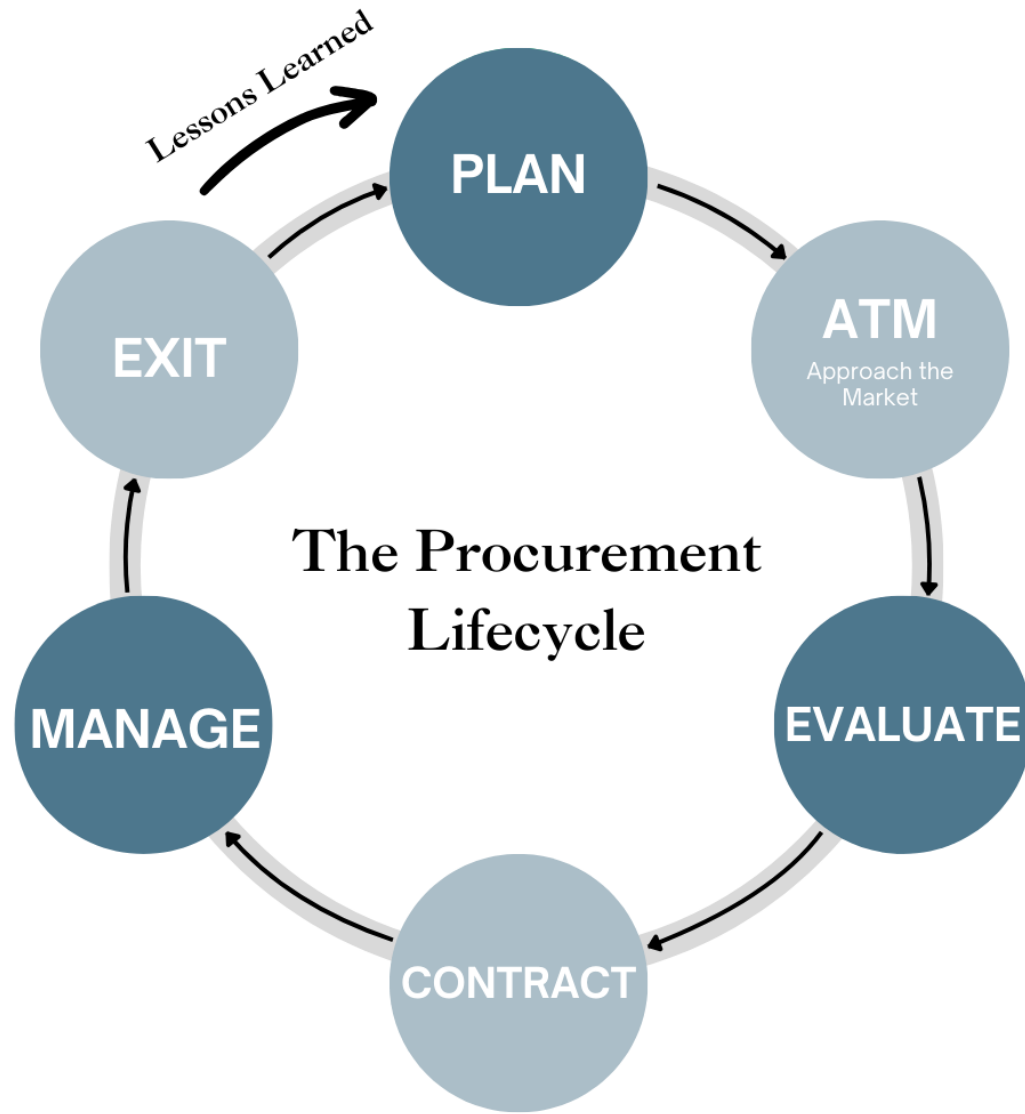 Lessons Learned
PLAN
ATM
Approach the
Market
EVALUATE
CONTRACT
MANAGE
EXIT
The Procurement
Lifecycle